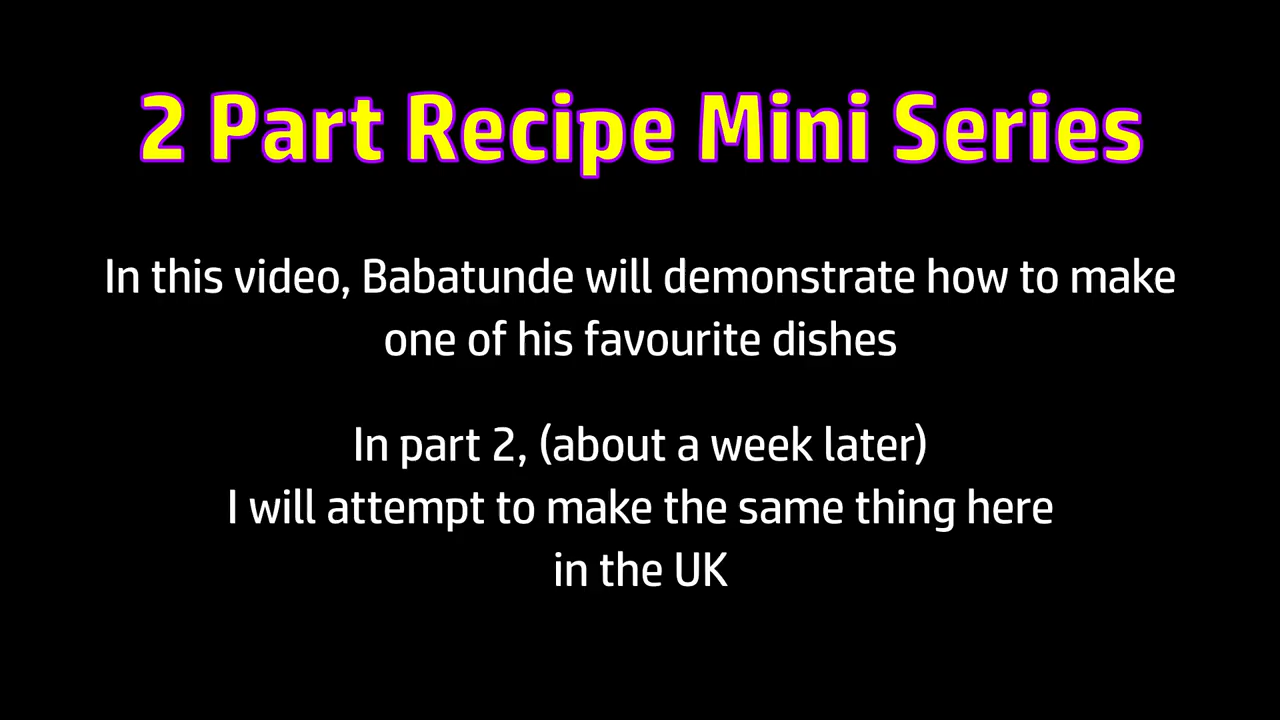 2 Part Recipe Mini Series
In this video, Babatunde will demonstrate how to make
one of his favourite dishes
In part 2, (about a week later)
I will attempt to make the same thing here
in the UK